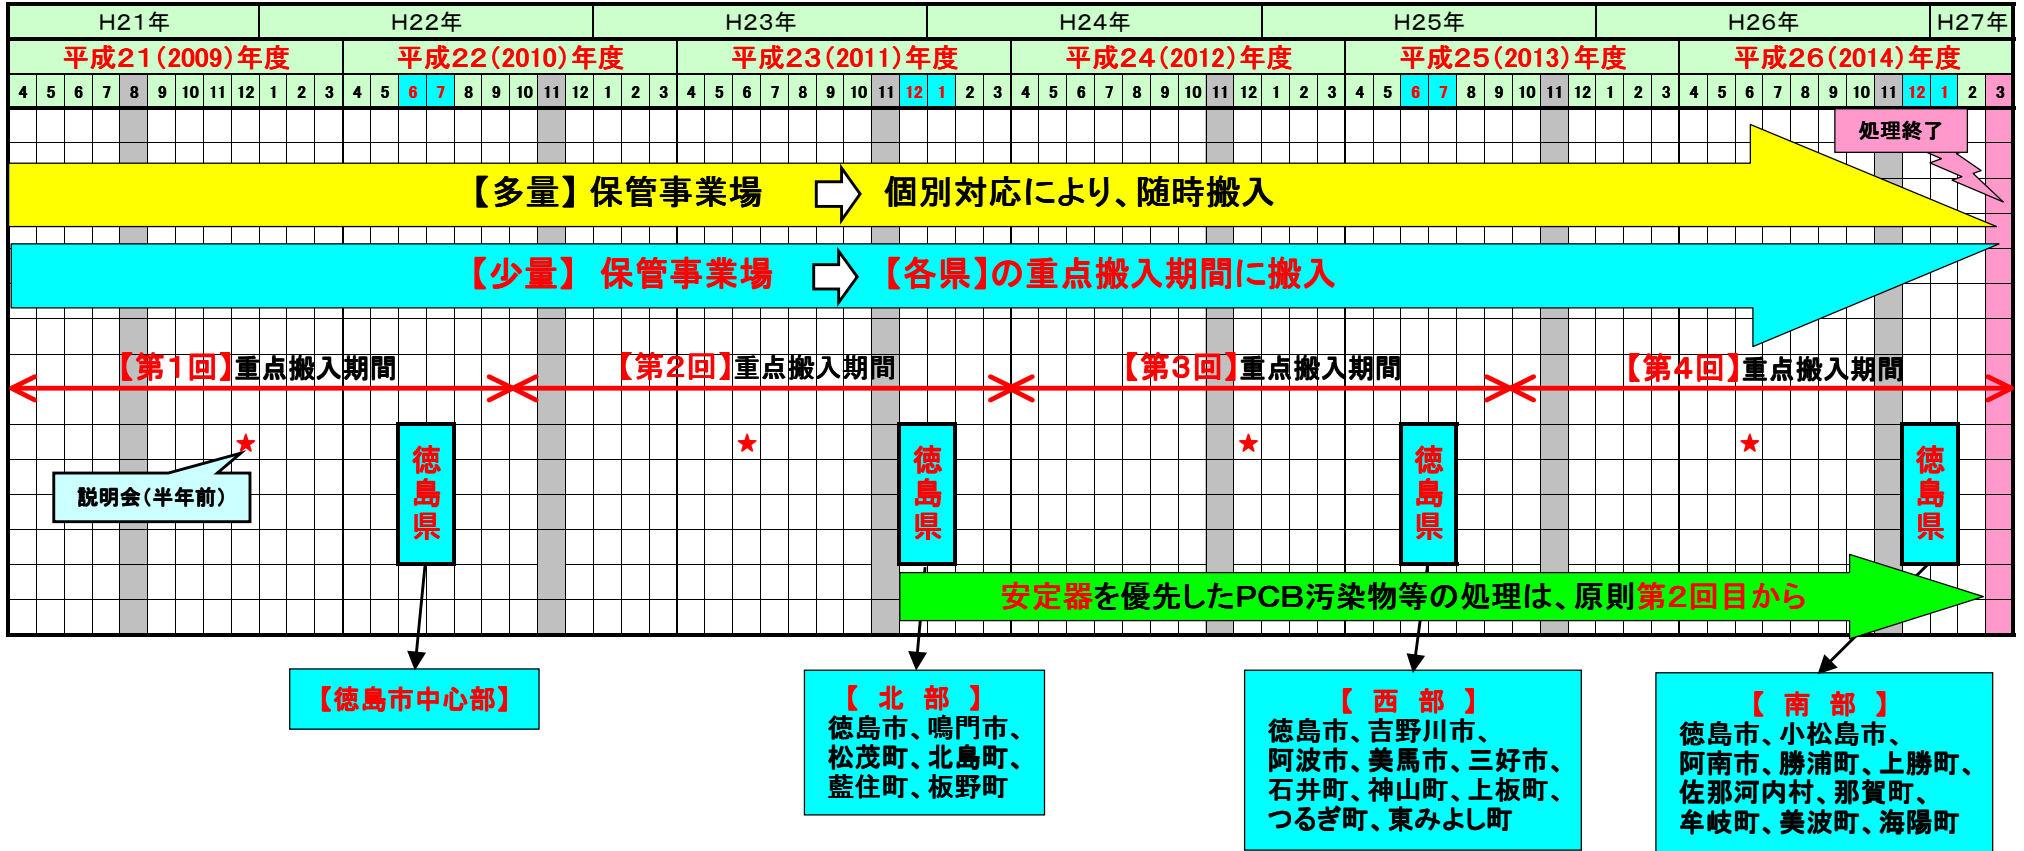 H21年 H22年 H23年 H24年 H25年 H26年 H27年
平成21(2009)年度 平成22(2010)年度 平成23(2011)年度 平成24(2012)年度 平成25(2013)年度 平成26(2014)年度
4 5 6 7 8 9 10 11 12 1 2 3 4 5 6 7 8 9 10 11 12 1 2 3 4 5 6 7 8 9 10 11 12 1 2 3 4 5 6 7 8 9 10 11 12 1 2 3 4 5 6 7 8 9 10 11 12 1 2 3 4 5 6 7 8 9 10 11 12 1 2 3
処理終了
【多量】保管事業場 個別対応により、随時搬入
【少量】 保管事業場 【各県】の重点搬入期間に搬入
【第1回】重点搬入期間 【第2回】重点搬入期間 【第3回】重点搬入期間 【第4回】重点搬入期間
★ ★ ★ ★
説明会(半年前)
徳島県
徳島県
徳島県
徳島県
安定器を優先したPCB汚染物等の処理は、原則第2回目から
【徳島市中心部】
【 北 部 】
徳島市、鳴門市、
松茂町、北島町、
藍住町、板野町
【 西 部 】
徳島市、吉野川市、
阿波市、美馬市、三好市、
石井町、神山町、上板町、
つるぎ町、東みよし町
【 南 部 】
徳島市、小松島市、
阿南市、勝浦町、上勝町、
佐那河内村、那賀町、
牟岐町、美波町、海陽町